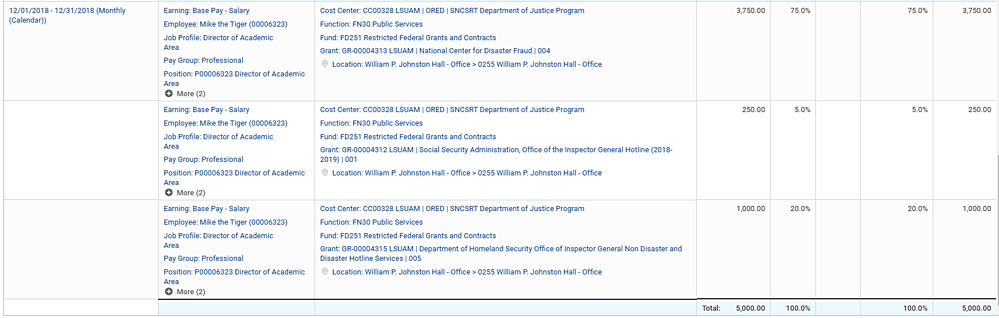 12/01/2018 - 12/31/2018 (Monthly
(Calendar))
Earning: Base Pay - Salary
Employee: Mike the Tiger (00006323)
Job Profile: Director of Academic
Area
Pay Group: Professional
Position: P00006323 Director of Academic
Area
More (2)
Cost Center: CC00328 LSUAM | ORED | SNCSRT Department of Justice Program
Function: FN30 Public Services
Fund: FD251 Restricted Federal Grants and Contracts
Grant: GR-00004313 LSUAM | National Center for Disaster Fraud | 004
Location: William P. Johnston Hall - Office > 0255 William P. Johnston Hall - Office
3,750.00 75.0% 75.0% 3,750.00
Earning: Base Pay - Salary
Employee: Mike the Tiger (00006323)
Job Profile: Director of Academic
Area
Pay Group: Professional
Position: P00006323 Director of Academic
Area
More (2)
Cost Center: CC00328 LSUAM | ORED | SNCSRT Department of Justice Program
Function: FN30 Public Services
Fund: FD251 Restricted Federal Grants and Contracts
Grant: GR-00004312 LSUAM | Social Security Administration, Office of the Inspector General Hotline (2018-
2019) | 001
Location: William P. Johnston Hall - Office > 0255 William P. Johnston Hall - Office
250.00 5.0% 5.0% 250.00
Earning: Base Pay - Salary
Employee: Mike the Tiger (00006323)
Job Profile: Director of Academic
Area
Pay Group: Professional
Position: P00006323 Director of Academic
Area
More (2)
Cost Center: CC00328 LSUAM | ORED | SNCSRT Department of Justice Program
Function: FN30 Public Services
Fund: FD251 Restricted Federal Grants and Contracts
Grant: GR-00004315 LSUAM | Department of Homeland Security Office of Inspector General Non Disaster and
Disaster Hotline Services | 005
Location: William P. Johnston Hall - Office > 0255 William P. Johnston Hall - Office
1,000.00 20.0% 20.0% 1,000.00
Total: 5,000.00 100.0% 100.0% 5,000.00